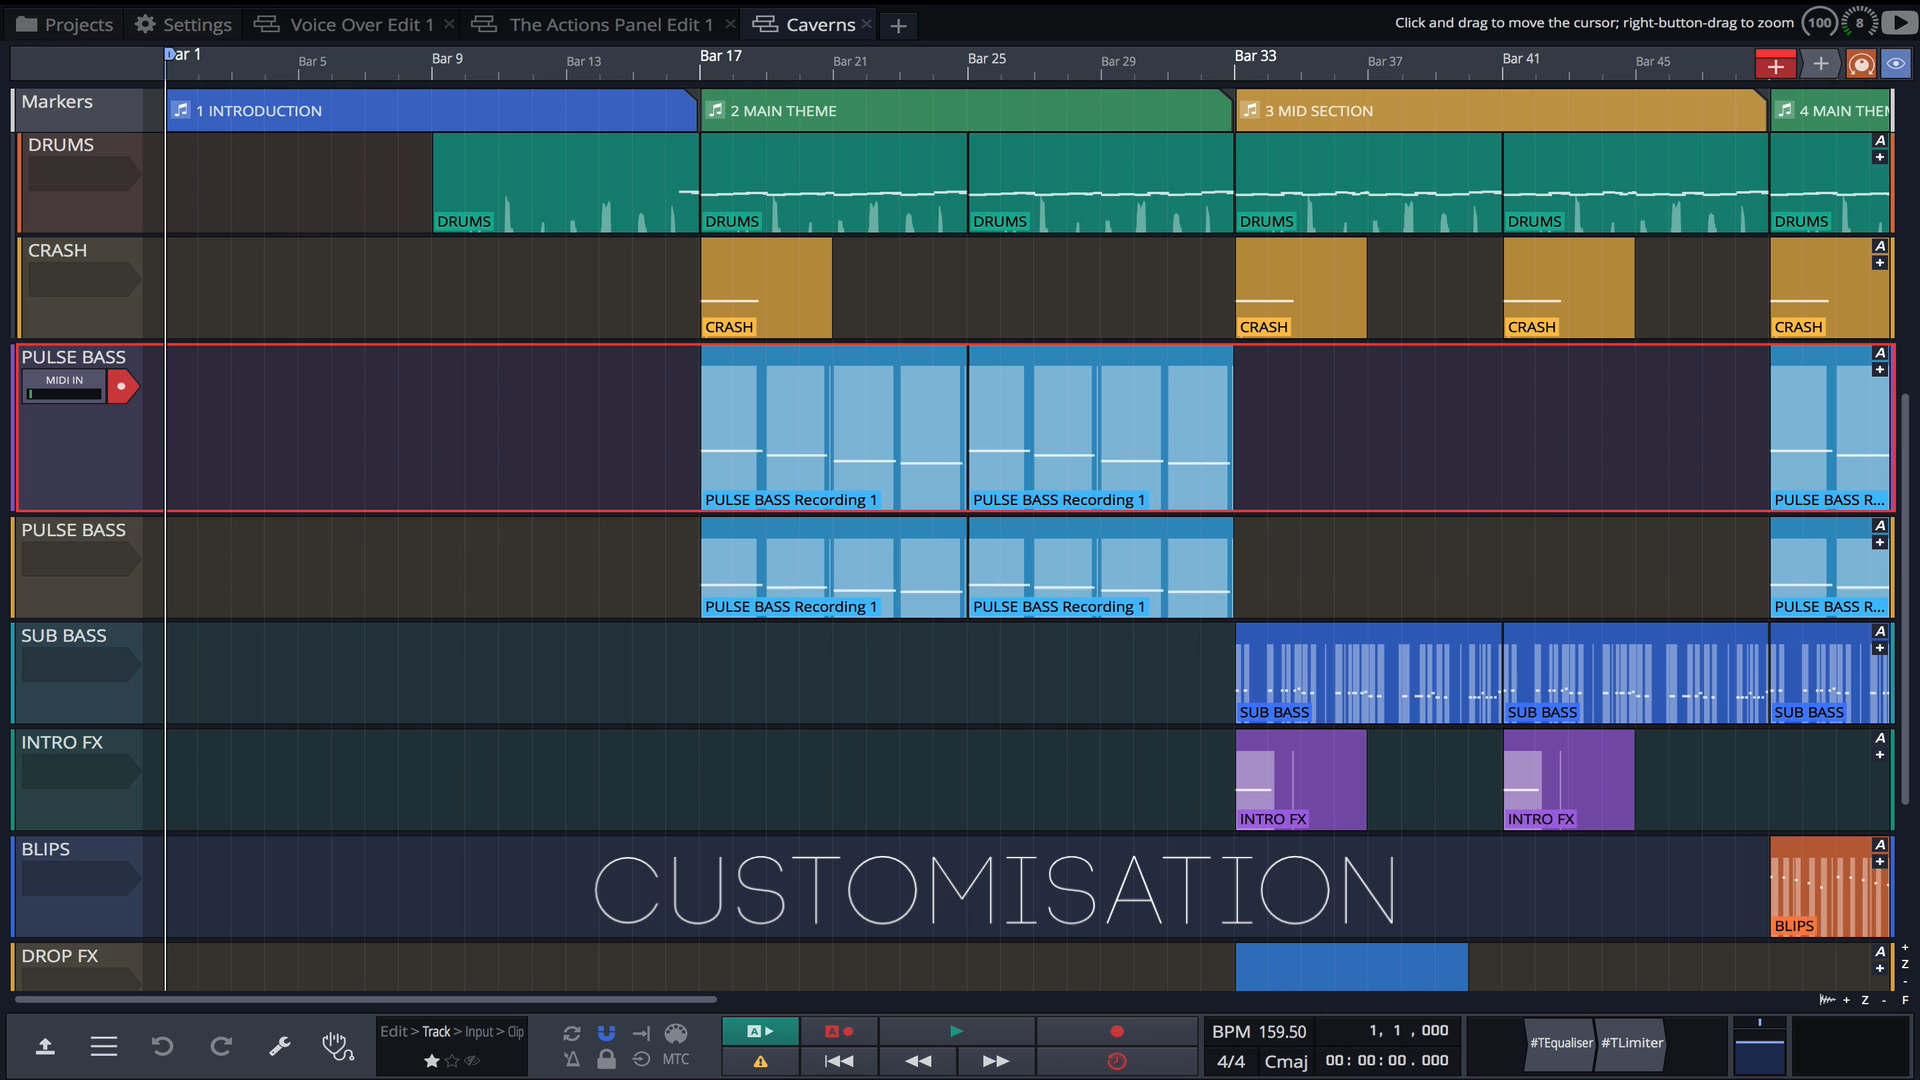 Projects Settings Voice Over Edit 1 The Actions Panel Edit 1 Caverns
Click and drag to move the cursor; right-button-drag to zoom 100 8
Bar 1 Bar 5 Bar 9 Bar 13 Bar 17 Bar 21 Bar 25 Bar 29 Bar 33 Bar 37 Bar 41 Bar 45
Markers 1 INTRODUCTION 2 MAIN THEME 3 MID SECTION 4 MAIN THEM
DRUMS A
DRUMS DRUMS DRUMS DRUMS DRUMS DRUMS
CRASH A
CRASH CRASH CRASH CRASH
PULSE BASS A
MIDI IN
PULSE BASS Recording 1 PULSE BASS Recording 1 PULSE BASS R...
PULSE BASS A
PULSE BASS Recording 1 PULSE BASS Recording 1 PULSE BASS R...
SUB BASS A
SUB BASS SUB BASS SUB BASS
INTRO FX A
INTRO FX INTRO FX
BLIPS A
CUSTOMISATION
BLIPS
DROP FX A
+ Z -
+ Z - F
Edit > Track > Input > Clip
MTC
A A
BPM 159.50 1, 1, 000
4/4 Cmaj 00: 00: 00. 000
#TEqualiser #TLimiter